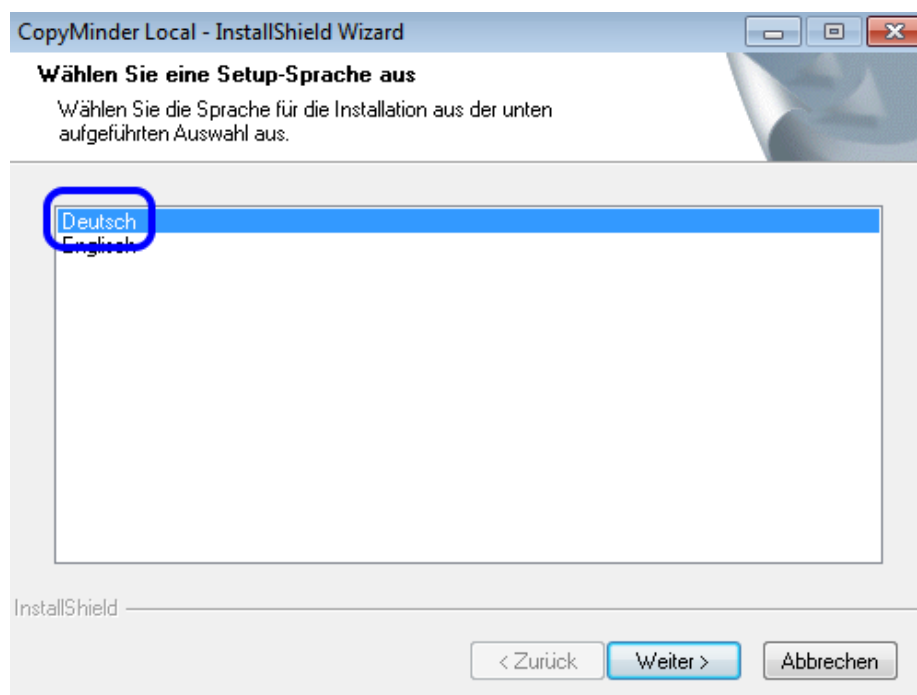 CopyMinder Local - InstallShield Wizard
Wählen Sie eine Setup-Sprache aus
Wählen Sie die Sprache für die Installation aus der unten
aufgeführten Auswahl aus.
Deutsch
Englisch
InstallShield
< Zurück Weiter > Abbrechen